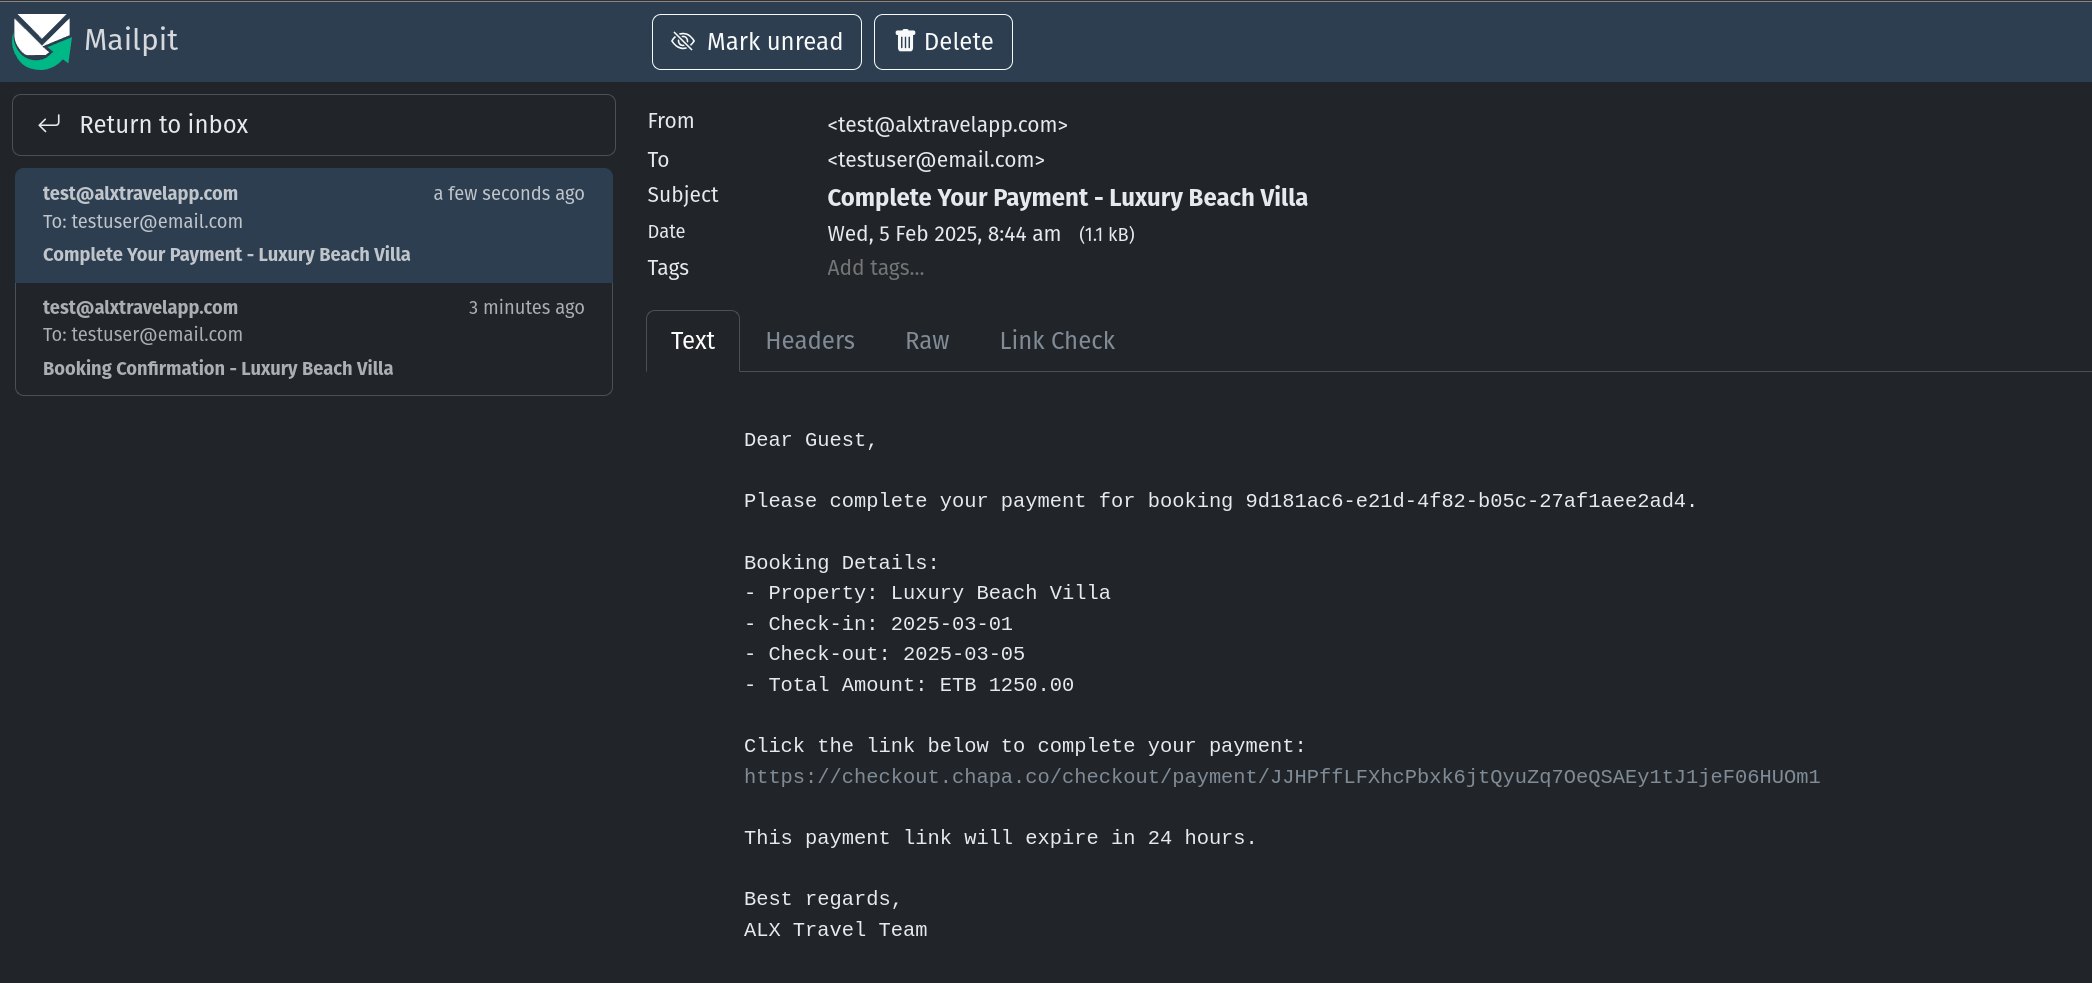 Mailpit
Mark unread
Delete
Return to inbox
test@alxtravelapp.com a few seconds ago
To: testuser@email.com
Complete Your Payment - Luxury Beach Villa
test@alxtravelapp.com 3 minutes ago
To: testuser@email.com
Booking Confirmation - Luxury Beach Villa
From <test@alxtravelapp.com>
To <testuser@email.com>
Subject Complete Your Payment - Luxury Beach Villa
Date Wed, 5 Feb 2025, 8:44 am (1.1 kB)
Tags Add tags...
Text Headers Raw Link Check
Dear Guest,
Please complete your payment for booking 9d181ac6-e21d-4f82-b05c-27af1aee2ad4.
Booking Details:
- Property: Luxury Beach Villa
- Check-in: 2025-03-01
- Check-out: 2025-03-05
- Total Amount: ETB 1250.00
Click the link below to complete your payment:
https://checkout.chapa.co/checkout/payment/JJHPffLFXhcPbxk6jtQyuZq7OeQSAEy1tJ1jeF06HUOm1
This payment link will expire in 24 hours.
Best regards,
ALX Travel Team